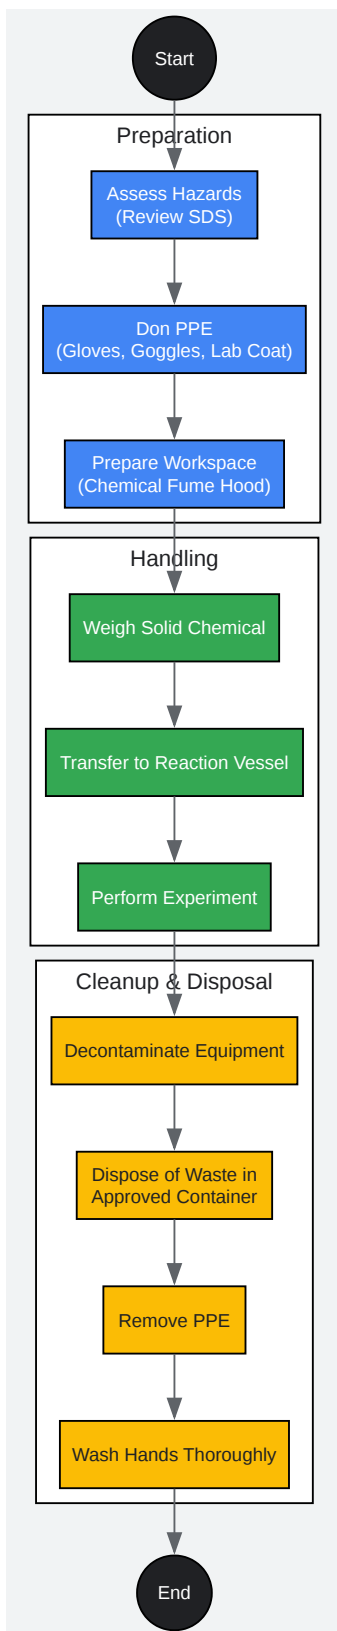 Start
Preparation
Assess Hazards
(Review SDS)
Don PPE
(Gloves, Goggles, Lab Coat)
Prepare Workspace
(Chemical Fume Hood)
Handling
Weigh Solid Chemical
Transfer to Reaction Vessel
Perform Experiment
Cleanup & Disposal
Decontaminate Equipment
Dispose of Waste in
Approved Container
Remove PPE
Wash Hands Thoroughly
End